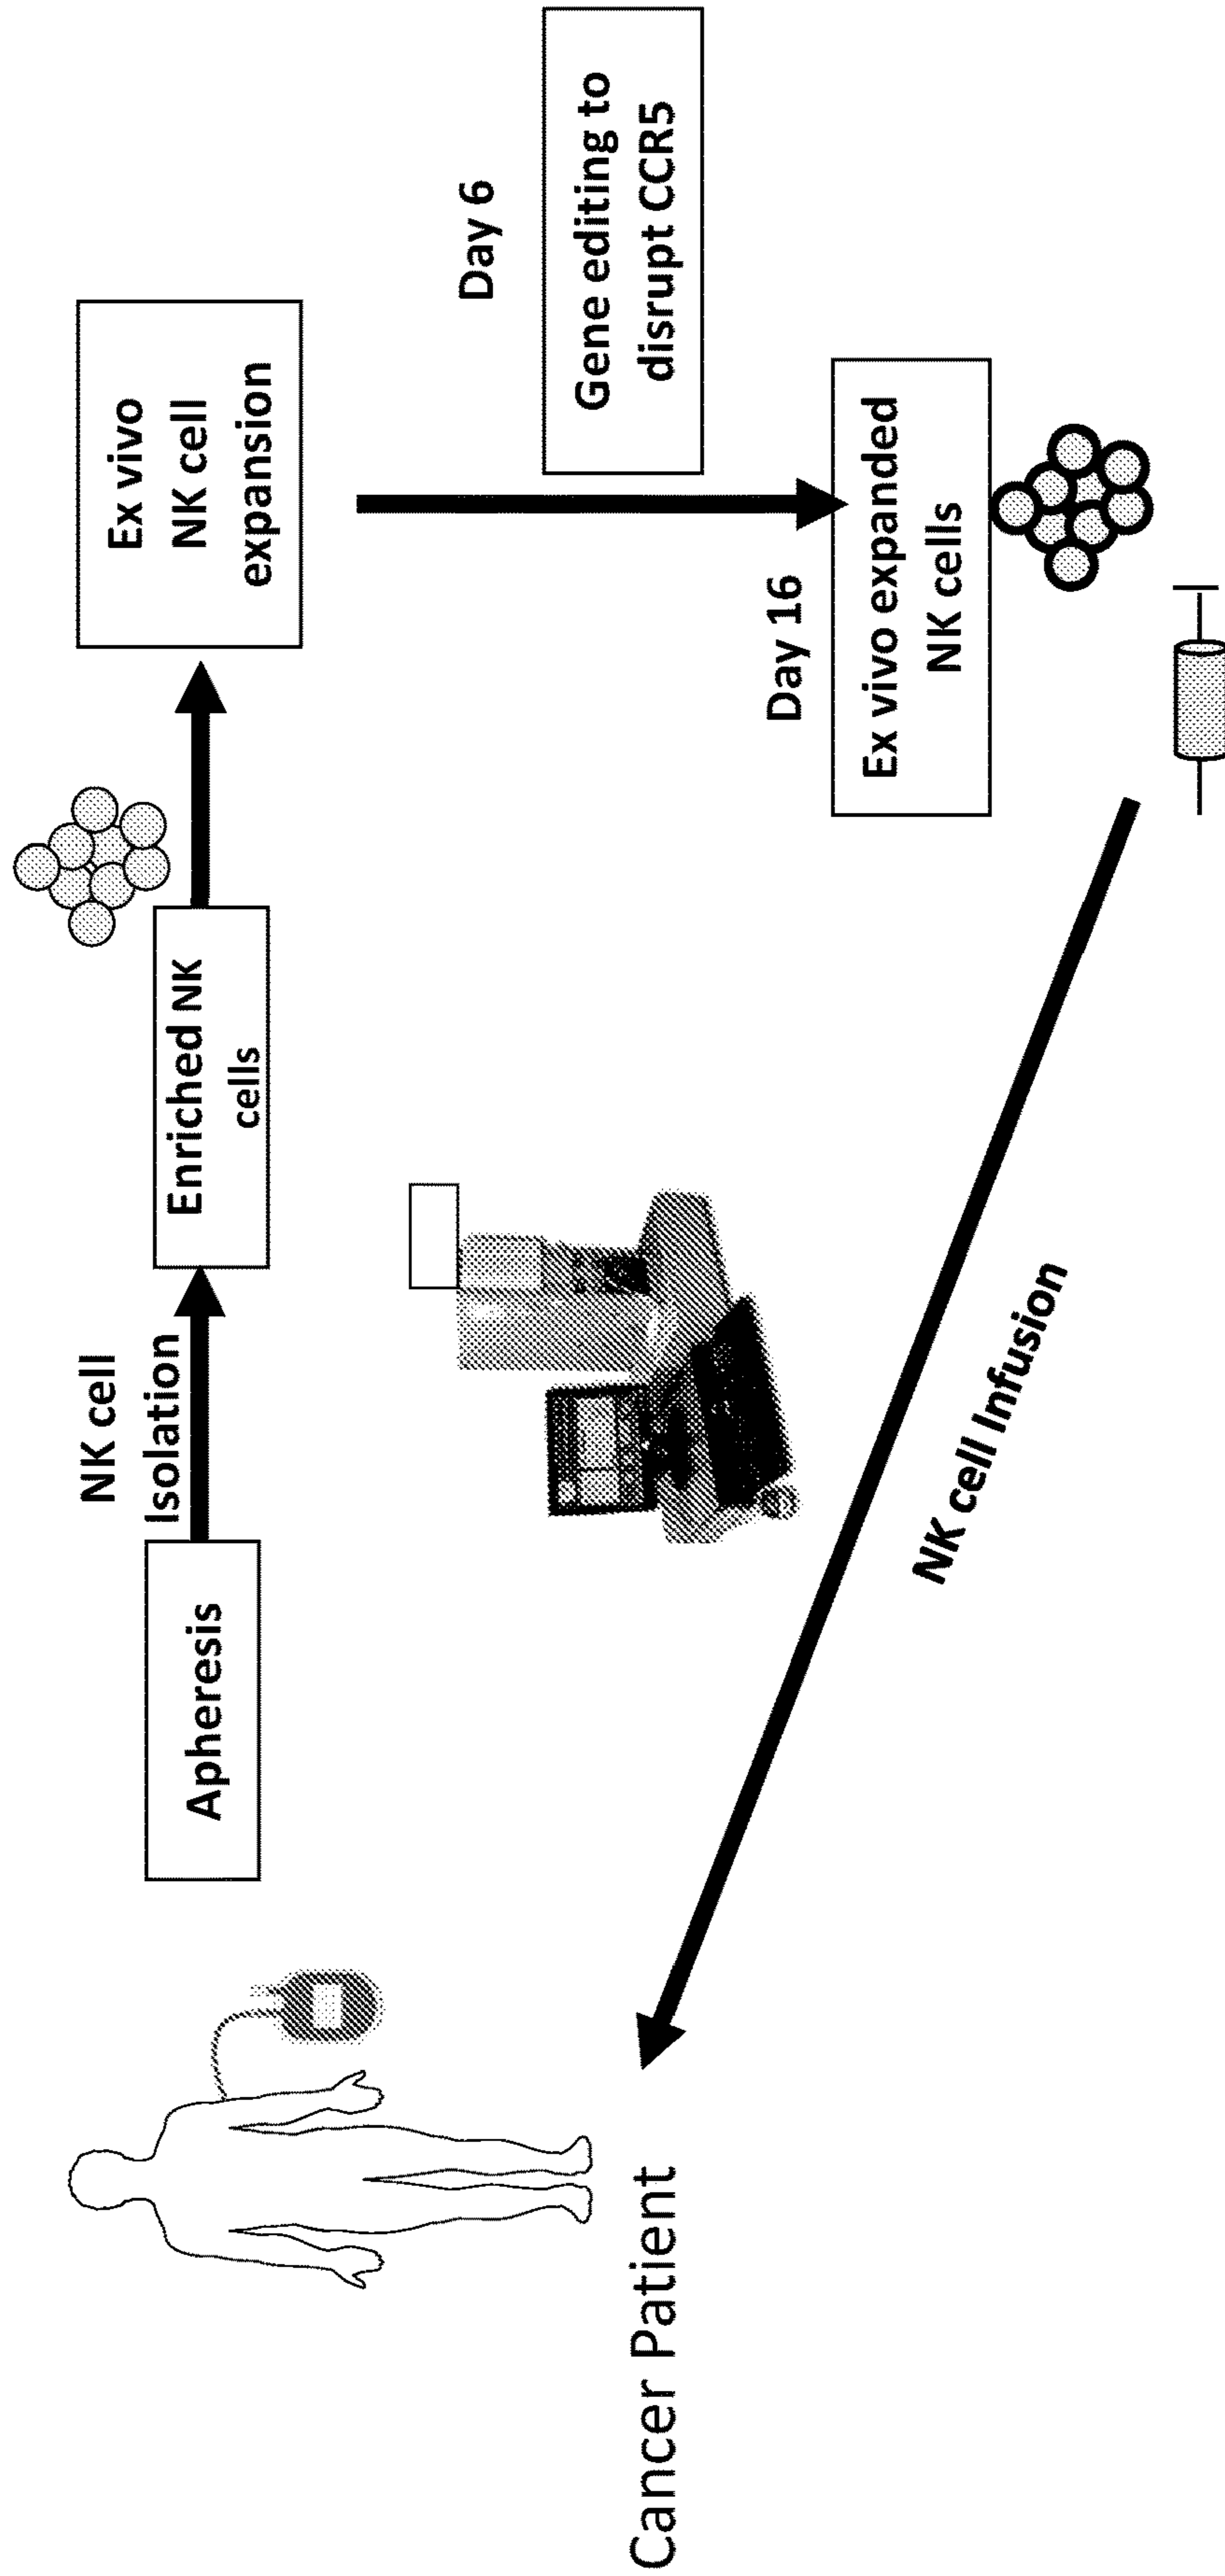 Cancer Patient
Apheresis
NK cell
Isolation
Enriched NK
cells
Ex vivo
NK cell
expansion
Day 6
Gene editing to
disrupt CCR5
Day 16
Ex vivo expanded
NK cells
NK cell Infusion